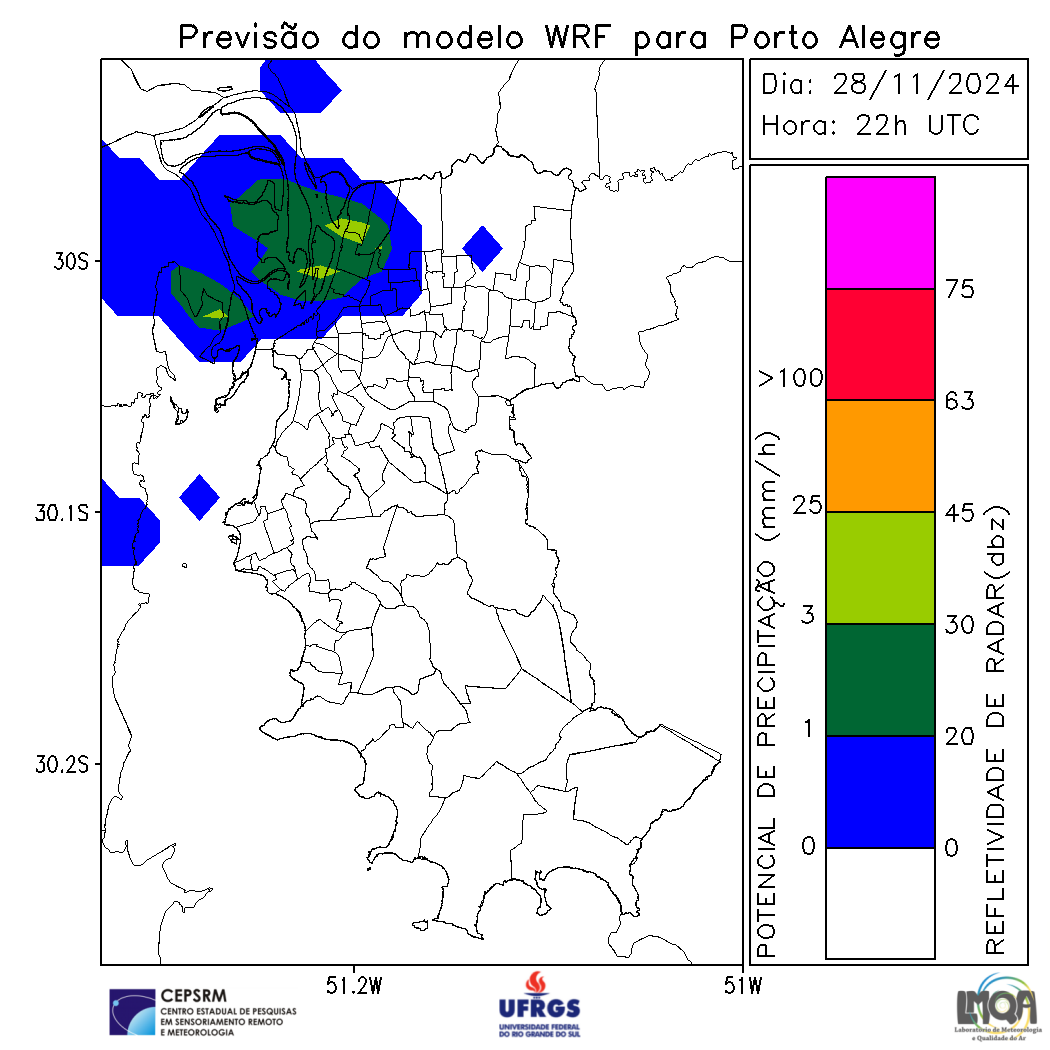 Previsão do modelo WRF para Porto Alegre
Dia: 28/11/2024
Hora: 22h UTC
30S
30.1S
30.2S
51.2W
51W
POTENCIAL DE PRECIPITAÇÃO (mm/h)
>100
25
3
1
0
75
63
45
30
20
0
REFLETIVIDADE DE RADAR(dbz)
CEPSRM
CENTRO ESTADUAL DE PESQUISAS
EM SENSORIAMENTO REMOTO
E METEOROLOGIA
UFRGS
UNIVERSIDADE FEDERAL
DO RIO GRANDE DO SUL
LMQA
Laboratório de Meteorologia
e Qualidade do Ar